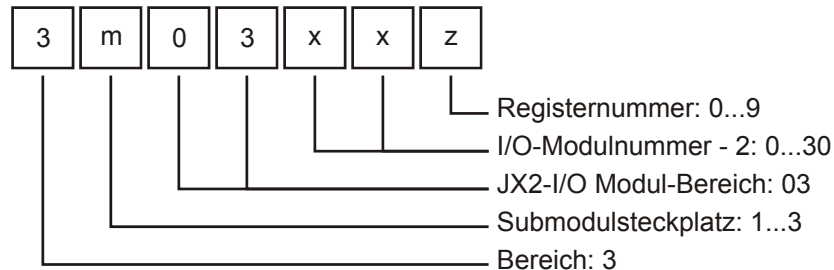 3 m 0 3 x x z
Registernummer: 0...9
I/O-Modulnummer - 2: 0...30
JX2-I/O Modul-Bereich: 03
Submodulsteckplatz: 1...3
Bereich: 3